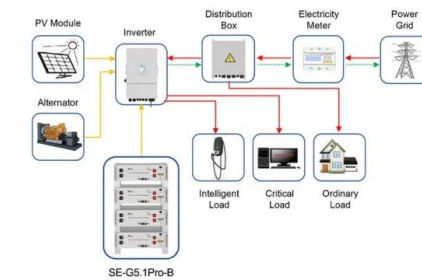 PV Module
Inverter
Distribution
Box
Electricity
Meter
Power
Grid
Alternator
Intelligent
Load
Critical
Load
Ordinary
Load
SE-G5.1Pro-B